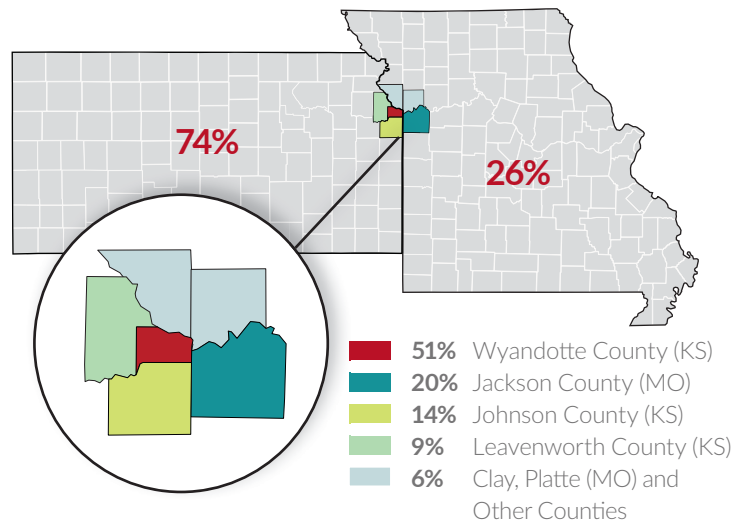 74%
26%
51% Wyandotte County (KS)
20% Jackson County (MO)
14% Johnson County (KS)
9% Leavenworth County (KS)
6% Clay, Platte (MO) and
Other Counties